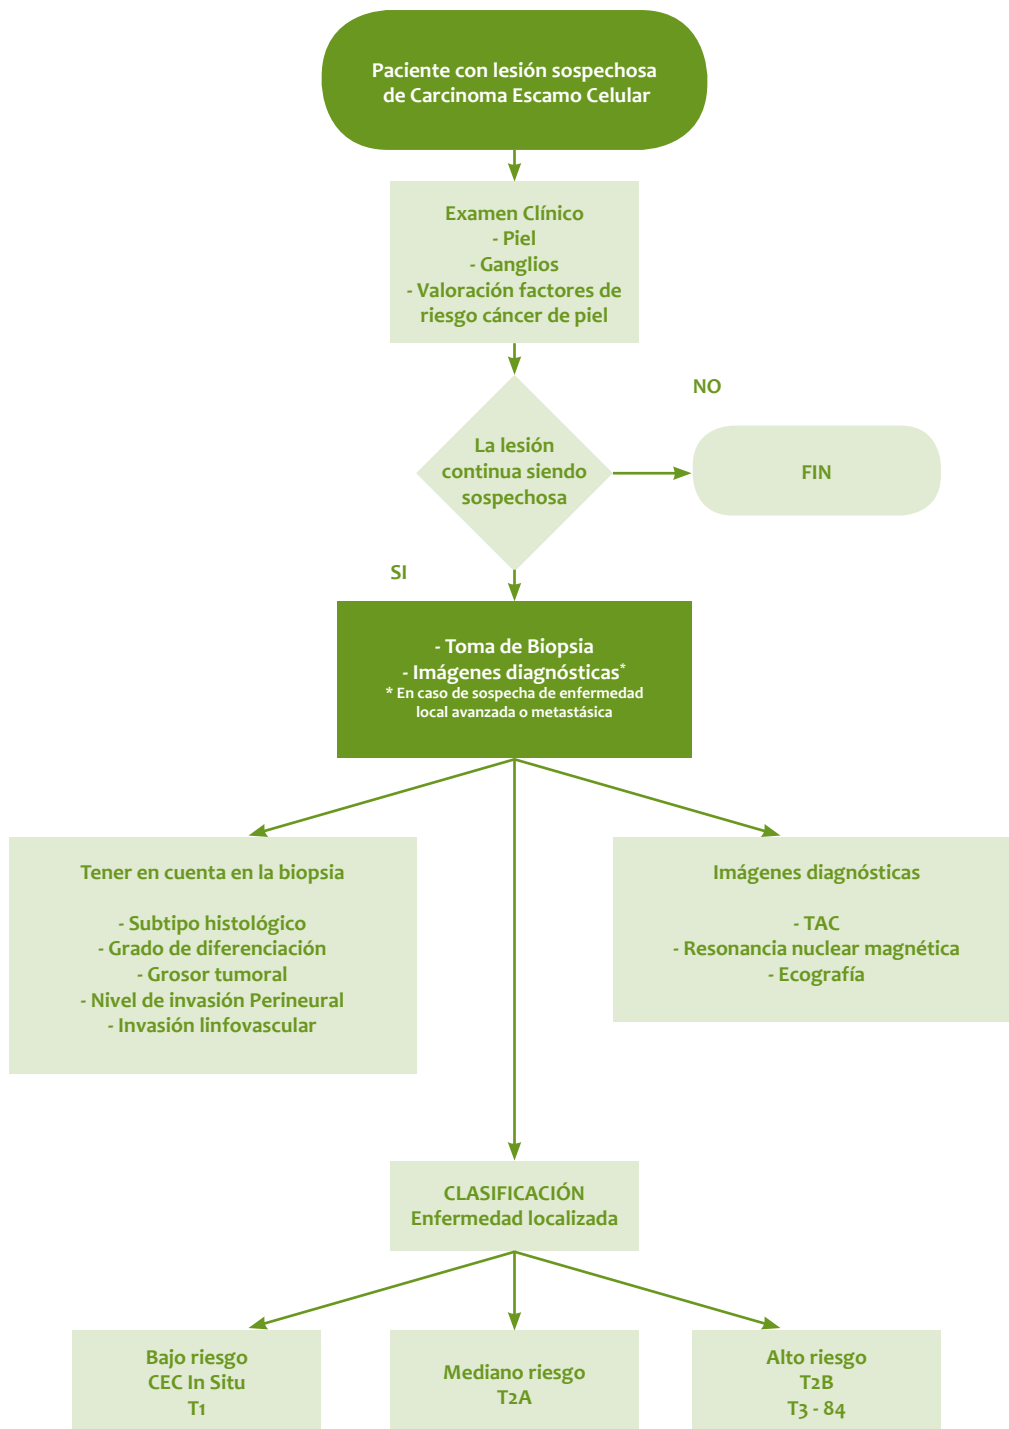 Paciente con lesión sospechosa
de Carcinoma Escamo Celular
Examen Clínico
- Piel
- Ganglios
- Valoración factores de
riesgo cáncer de piel
NO
La lesión
continua siendo
sospechosa
FIN
SI
- Toma de Biopsia
- Imágenes diagnósticas*
* En caso de sospecha de enfermedad
local avanzada o metastásica
Tener en cuenta en la biopsia
- Subtipo histológico
- Grado de diferenciación
- Grosor tumoral
- Nivel de invasión Perineural
- Invasión linfovascular
Imágenes diagnósticas
- TAC
- Resonancia nuclear magnética
- Ecografía
CLASIFICACIÓN
Enfermedad localizada
Bajo riesgo
CEC In Situ
T1
Mediano riesgo
T2A
Alto riesgo
T2B
T3 - 84